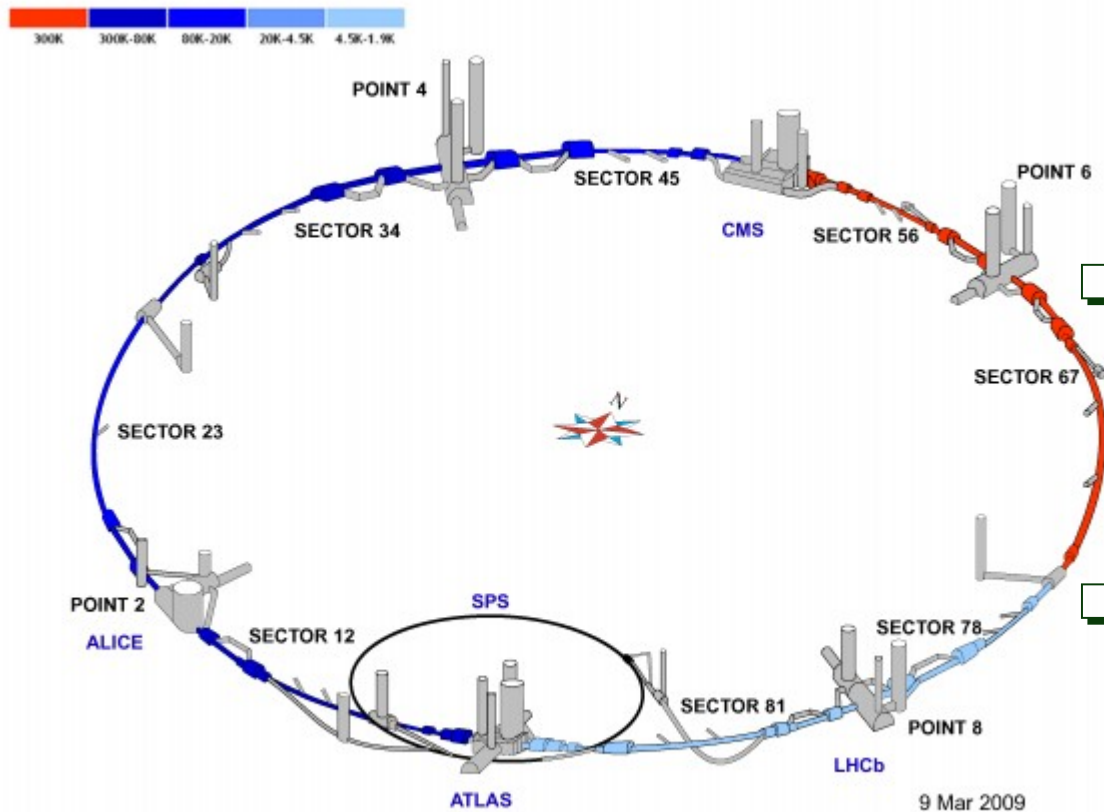 300K 300K-80K 80K-20K 20K-4.5K 4.5K-1.9K
POINT 4
SECTOR 45
POINT 6
SECTOR 34
CMS
SECTOR 56
SECTOR 67
N
SECTOR 23
POINT 2
SPS
ALICE
SECTOR 12
SECTOR 78
SECTOR 81
POINT 8
LHCb
ATLAS
9 Mar 2009